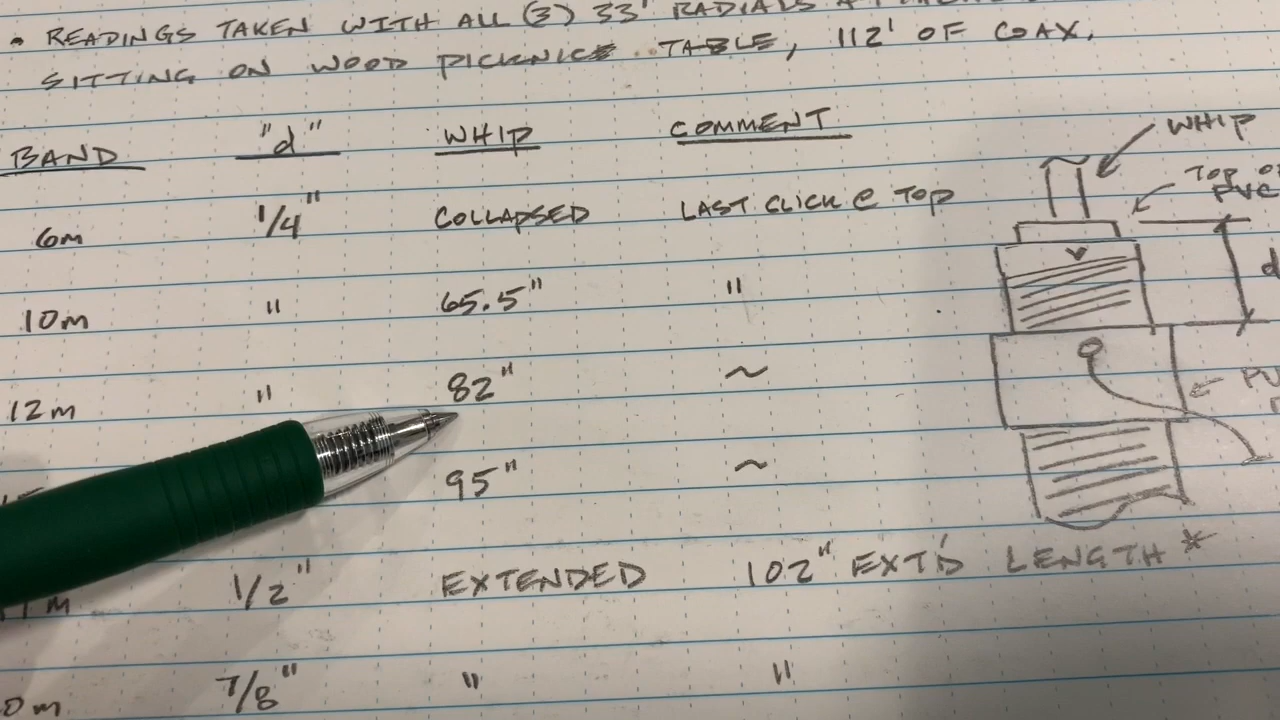 • READINGS TAKEN WITH ALL (3) 33' RADIALS
SITTING ON WOOD PICKNICK TABLE, 112' OF COAX.
BAND "d" WHIP COMMENT
6m 1/4" COLLAPSED LAST CLICK @ TOP
10m " 65.5" "
12m " 82" ~
95" ~
1/2" EXTENDED 102" EXT'D LENGTH *
7/8" " "
WHIP
TOP
PVC
d